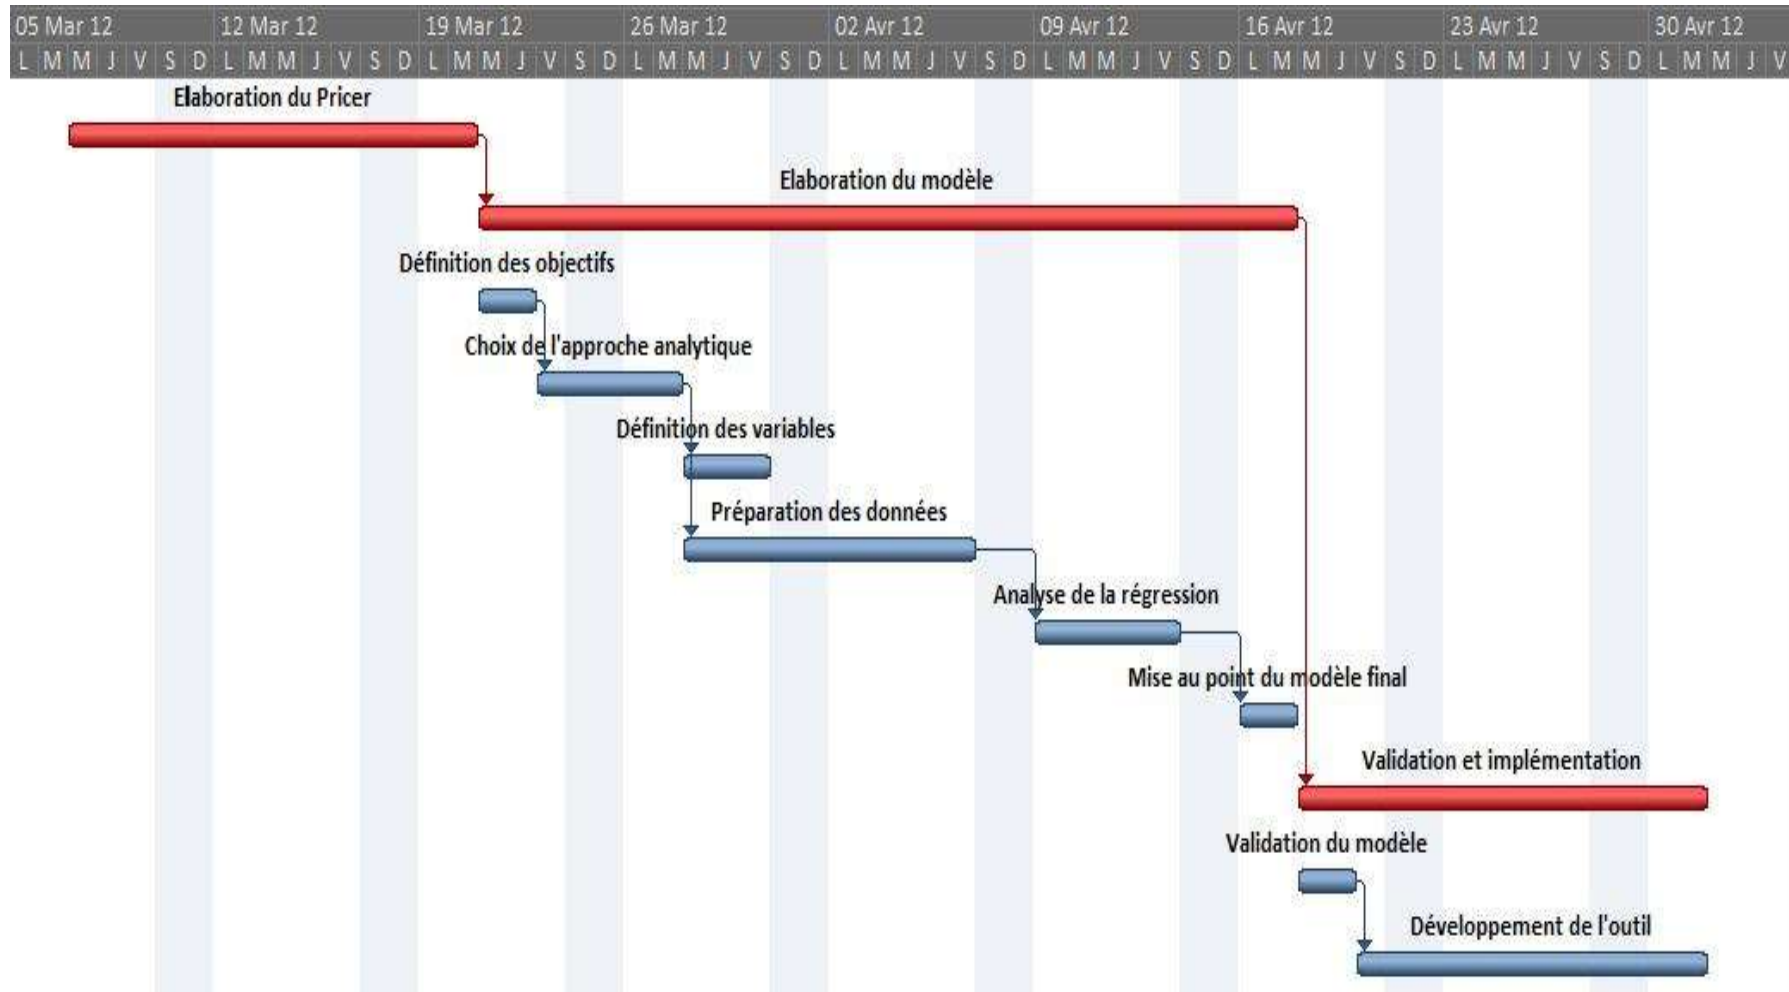 05 Mar 12 12 Mar 12 19 Mar 12 26 Mar 12 02 Avr 12 09 Avr 12 16 Avr 12 23 Avr 12 30 Avr 12
L M M J V S D L M M J V S D L M M J V S D L M M J V S D L M M J V S D L M M J V S D L M M J V S D L M M J V S D L M M J V
Elaboration du Pricer
Elaboration du modèle
Définition des objectifs
Choix de l'approche analytique
Définition des variables
Préparation des données
Analyse de la régression
Mise au point du modèle final
Validation et implémentation
Validation du modèle
Développement de l'outil